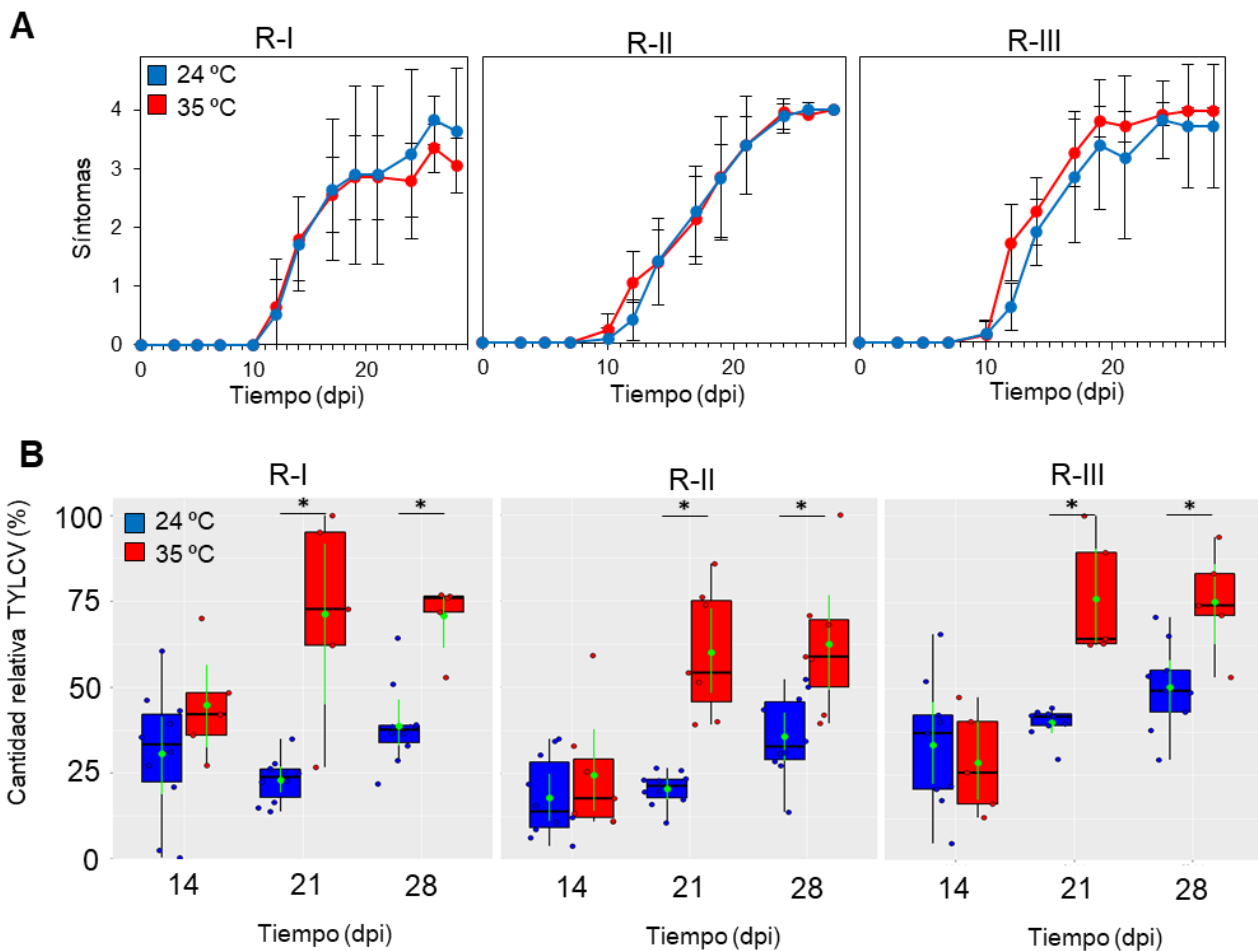 A
R-I
R-II
R-III
24 ºC
35 ºC
4
3
2
1
0
Síntomas
0 10 20
0 10 20
0 10 20
Tiempo (dpi)
Tiempo (dpi)
Tiempo (dpi)
B
R-I
R-II
R-III
24 ºC
35 ºC
100
75
50
25
0
Cantidad relativa TYLCV (%)
* *
* *
* *
14 21 28
14 21 28
14 21 28
Tiempo (dpi)
Tiempo (dpi)
Tiempo (dpi)